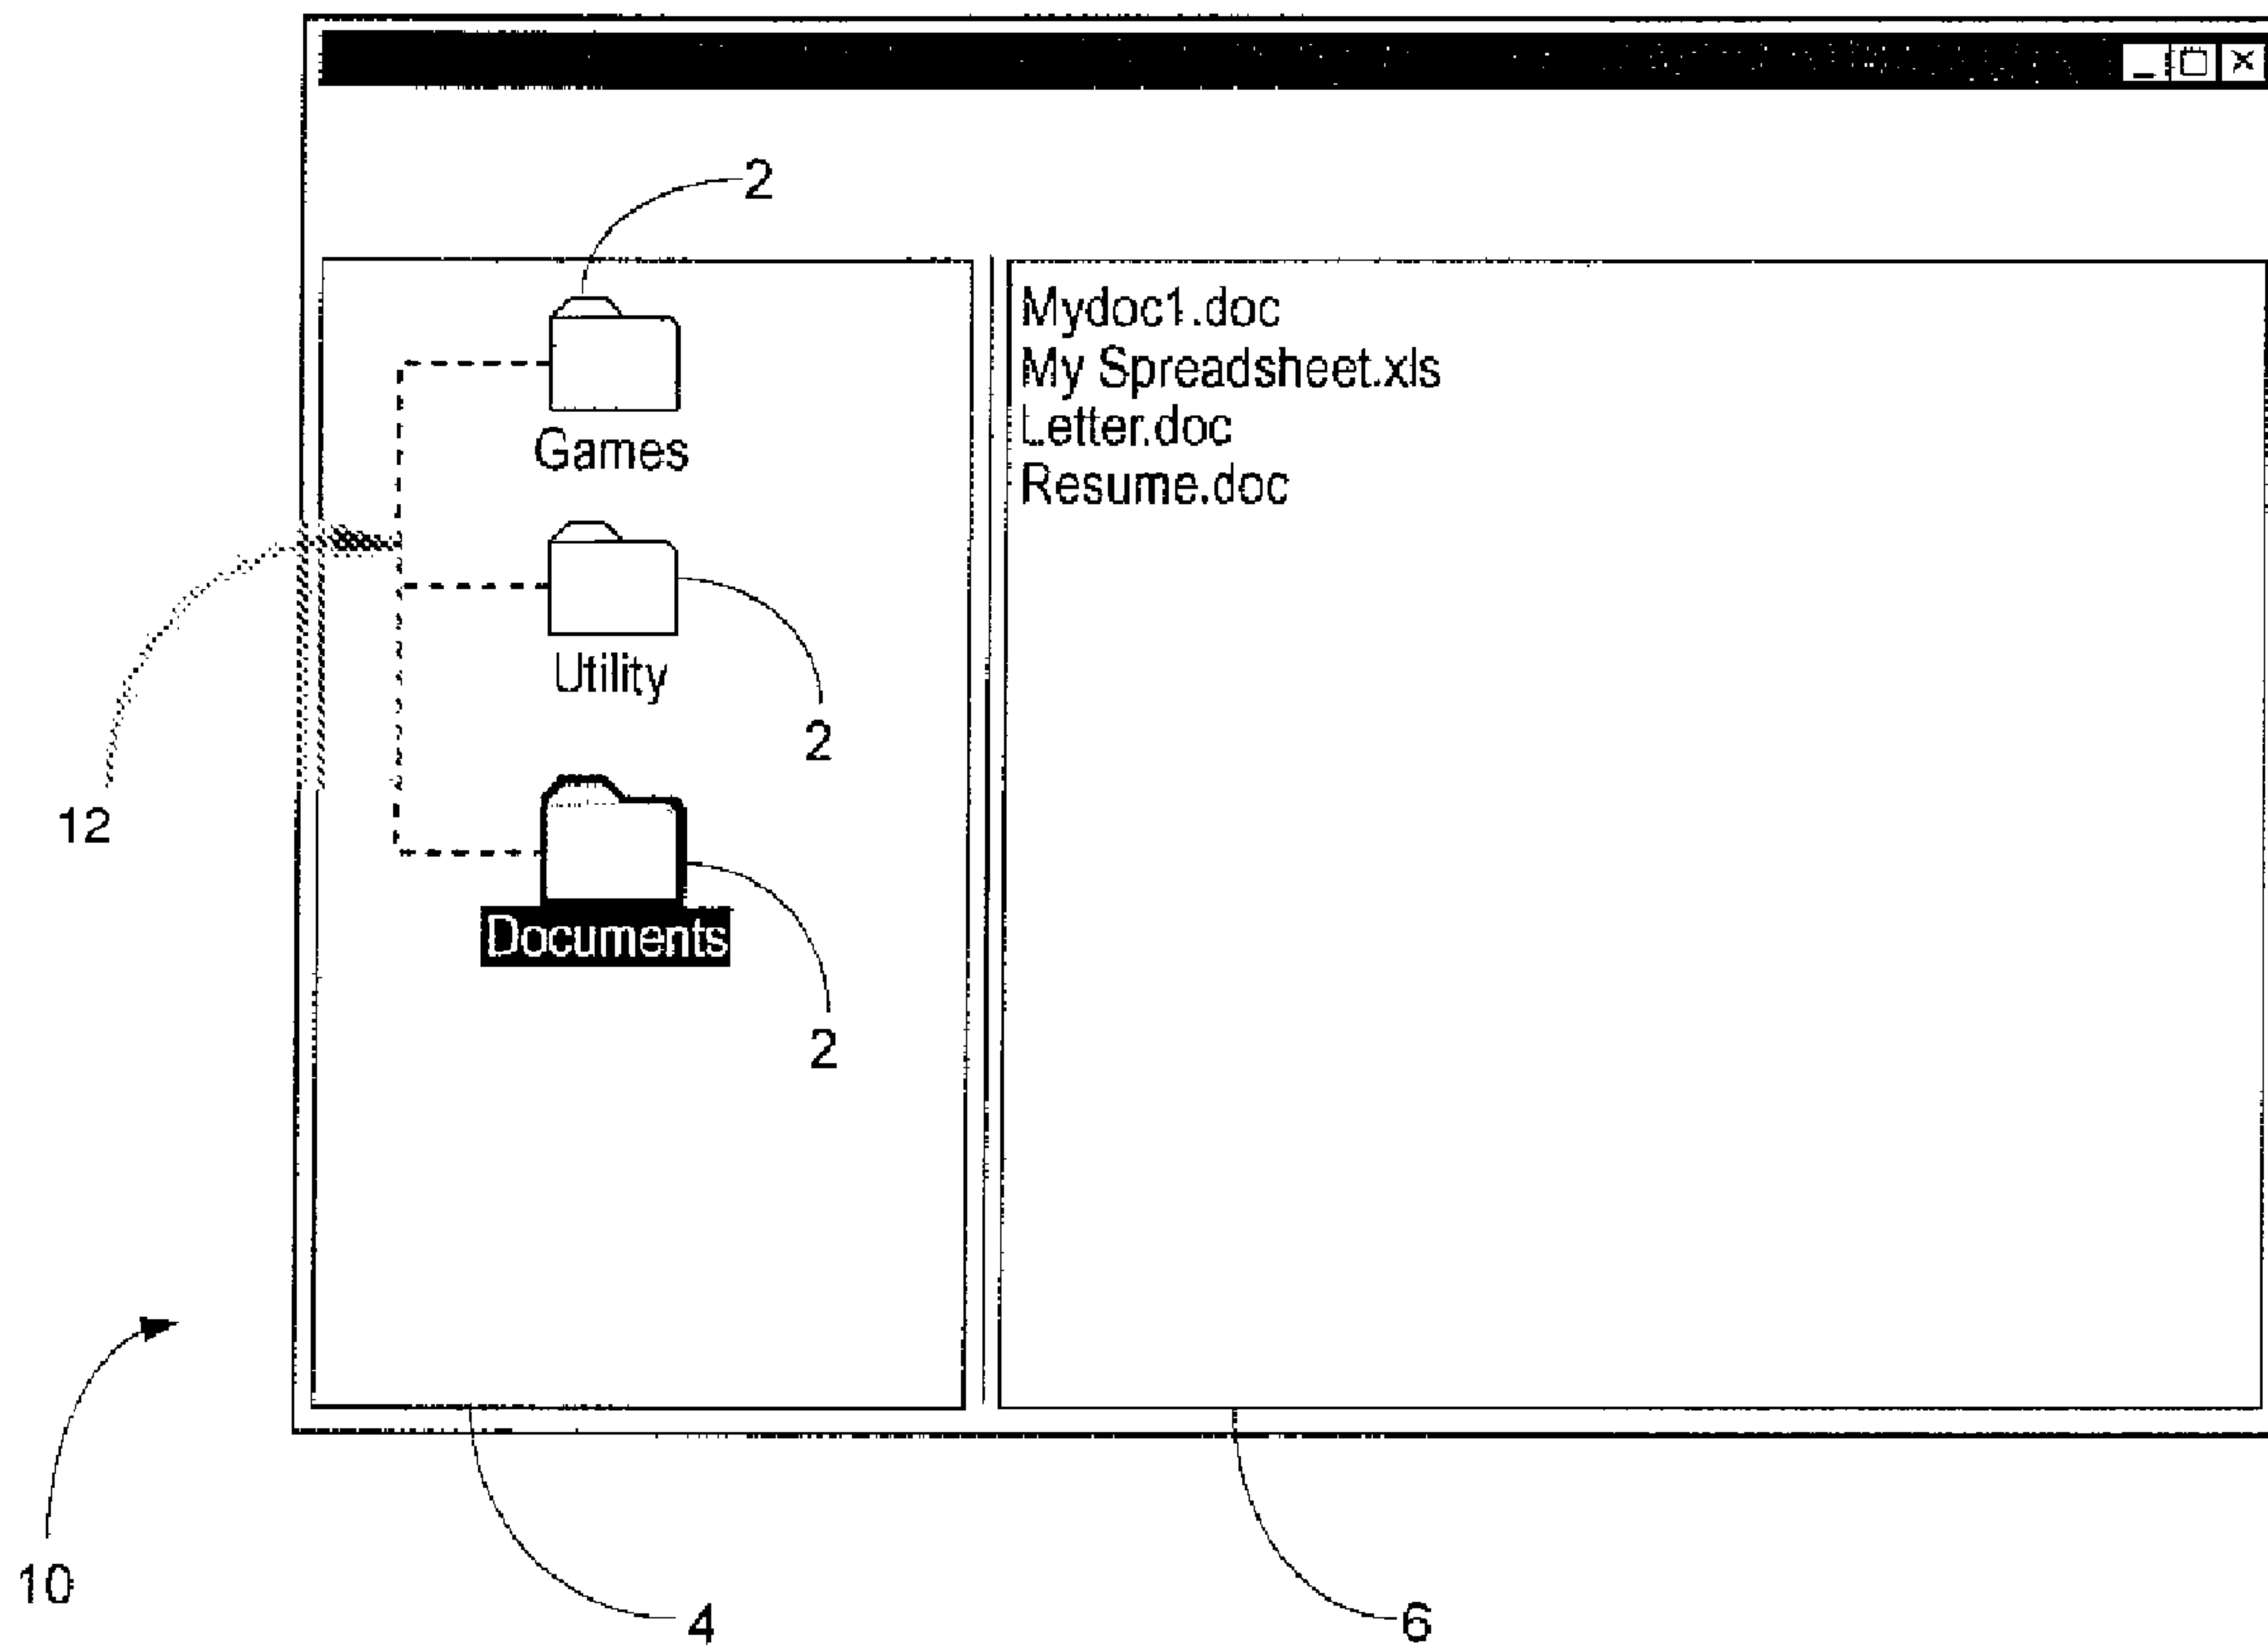 2
Mydoc1.doc
My Spreadsheet.xls
Letter.doc
Resume.doc
Games
Utility
2
12
Documents
2
10
4
6